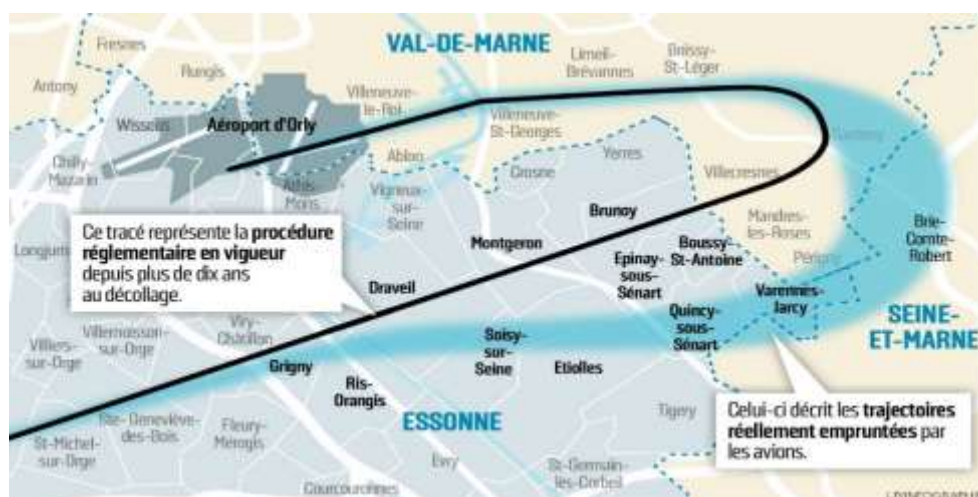 Fresnes
VAL-DE-MARNE
Limeil-
Brévannes
Boissy-
St-Léger
Antony
Rungis
Villeneuve-
le-Roi
Wissous
Aéroport d'Orly
Villeneuve-
St-Georges
Chilly-
Mazarin
Ablon
Yerres
Crosne
Villecresnes
Athis-
Mons
Vigneux-
sur-
Seine
Ce tracé représente la procédure
réglementaire en vigueur
depuis plus de dix ans
au décollage.
Longjum
Brunoy
Mandres-
les-Roses
Brie-
Comte-
Robert
Montgeron
Boussy-
St-Antoine
Epinay-
sous-
Sénart
Périgny
Draveil
Varennes-
Jarcy
Quincy-
sous-
Sénart
SEINE-
ET-MARNE
Viry-
Châtillon
Villemoisson-
sur-Orge
Villiers-
sur-Orge
Soisy-
sur-
Seine
Grigny
Etiolles
Ris-
Orangis
Celui-ci décrit les trajectoires
réellement empruntées par
les avions.
Ste- Geneviève-
des-Bois
Fleury-
Merogis
ESSONNE
Tigery
St-Michel-
sur-Orge
Evry
St-Germain-
lès-Corbeil
Courcouronnes